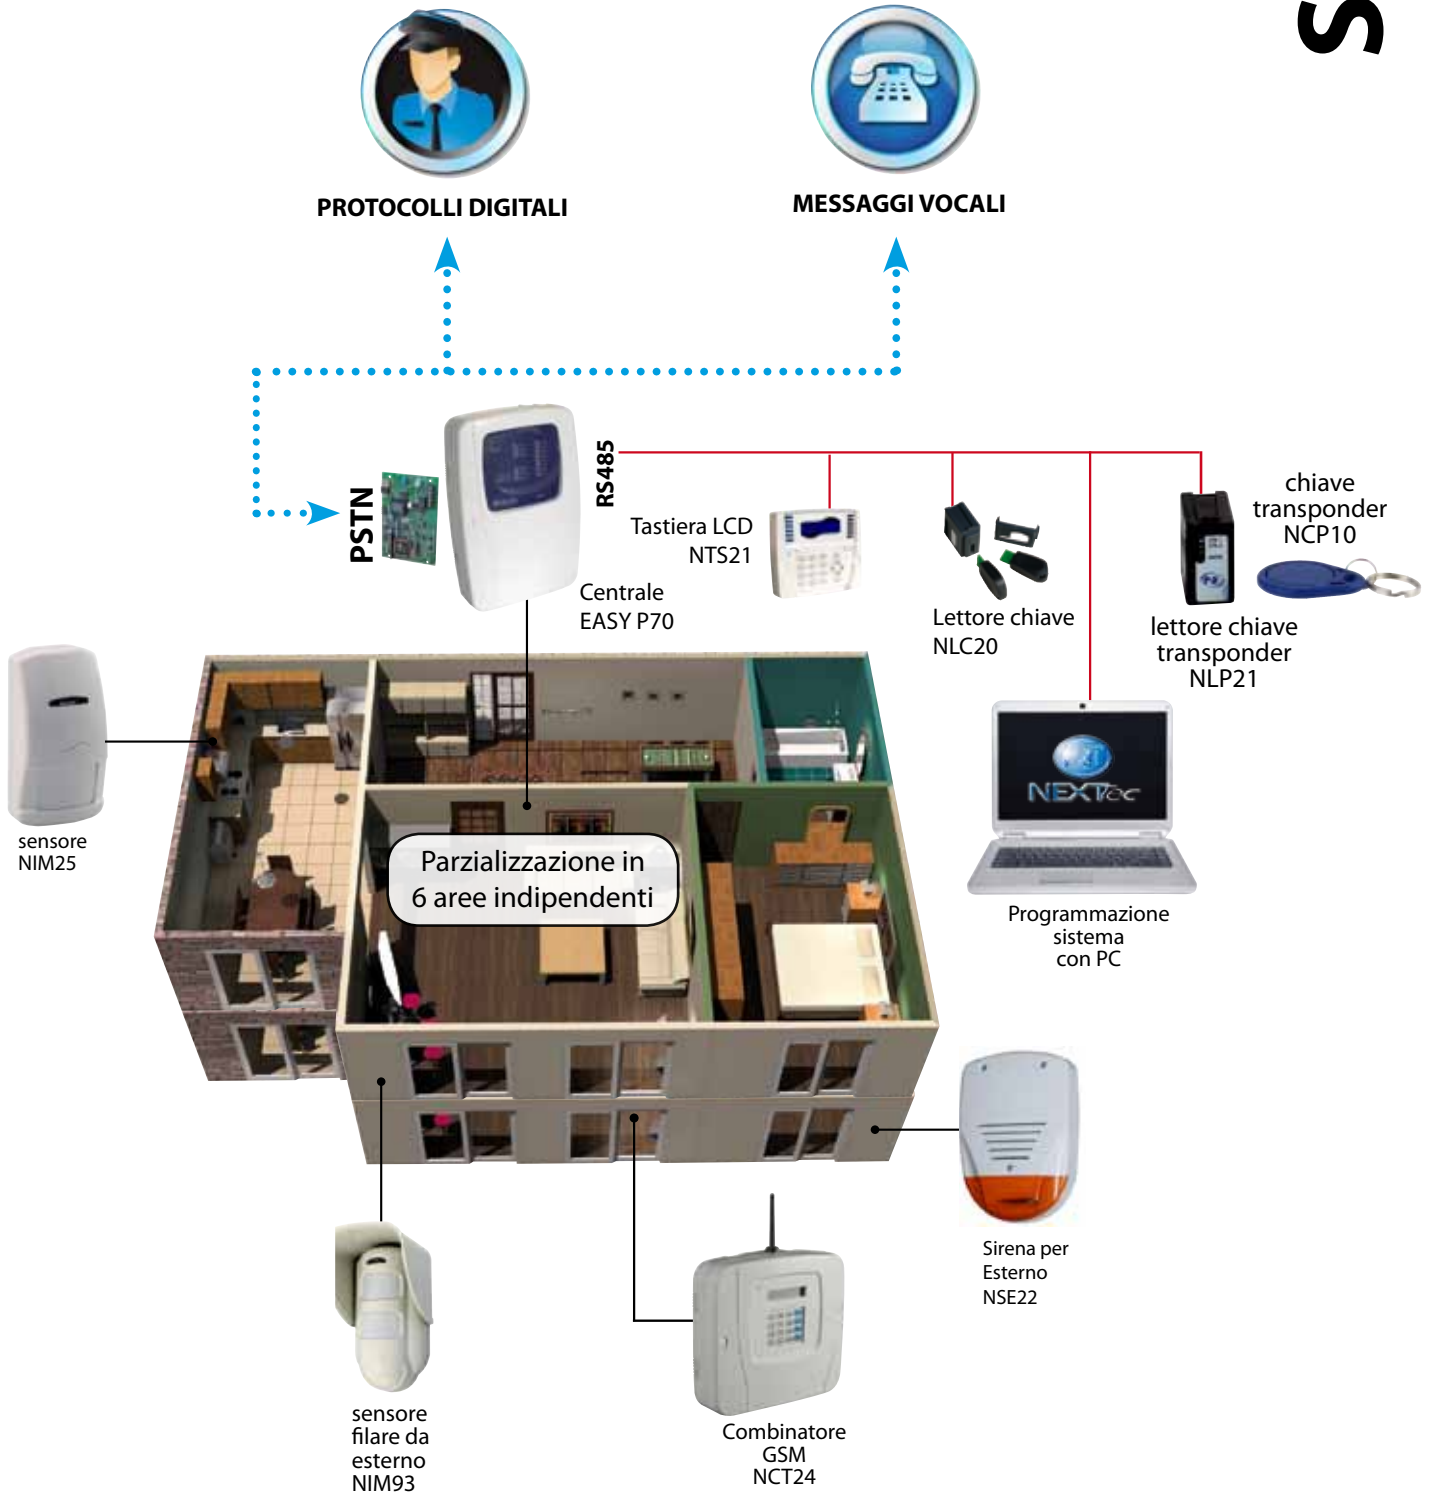 S
PROTOCOLLI DIGITALI
MESSAGGI VOCALI
PSTN
RS485
Centrale
EASY P70
Tastiera LCD
NTS21
Lettore chiave
NLC20
chiave
transponder
NCP10
lettore chiave
transponder
NLP21
sensore
NIM25
Parzializzazione in
6 aree indipendenti
NEXTec
Programmazione
sistema
con PC
Sirena per
Esterno
NSE22
sensore
filare da
esterno
NIM93
Combinatore
GSM
NCT24